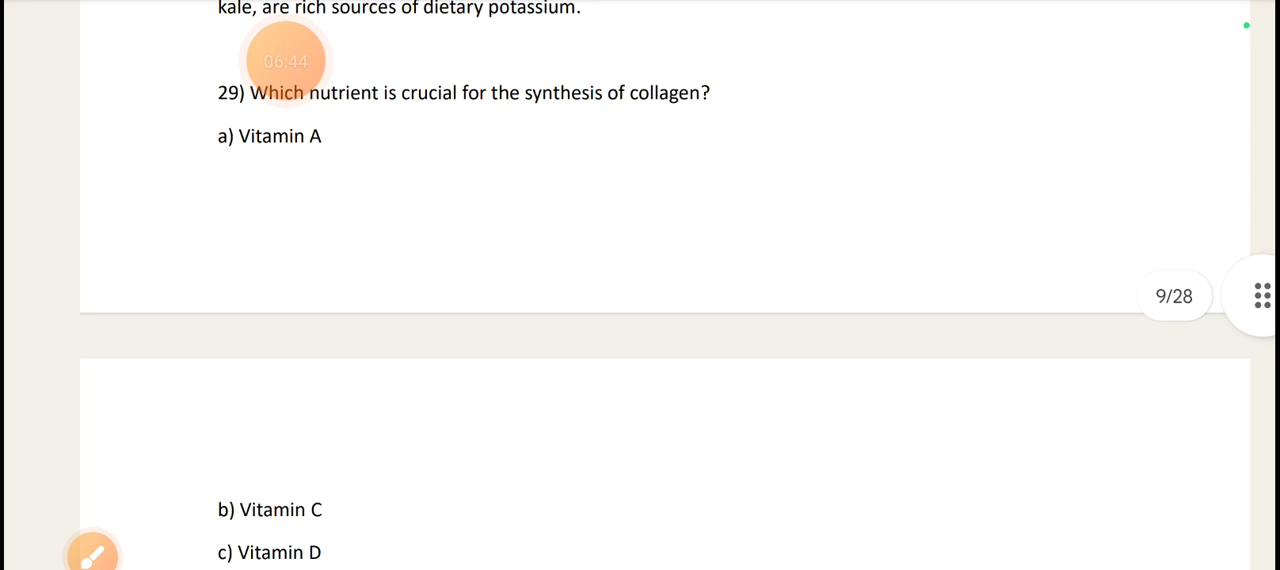 kale, are rich sources of dietary potassium.
06:44
29) Which nutrient is crucial for the synthesis of collagen?
a) Vitamin A
9/28
b) Vitamin C
c) Vitamin D